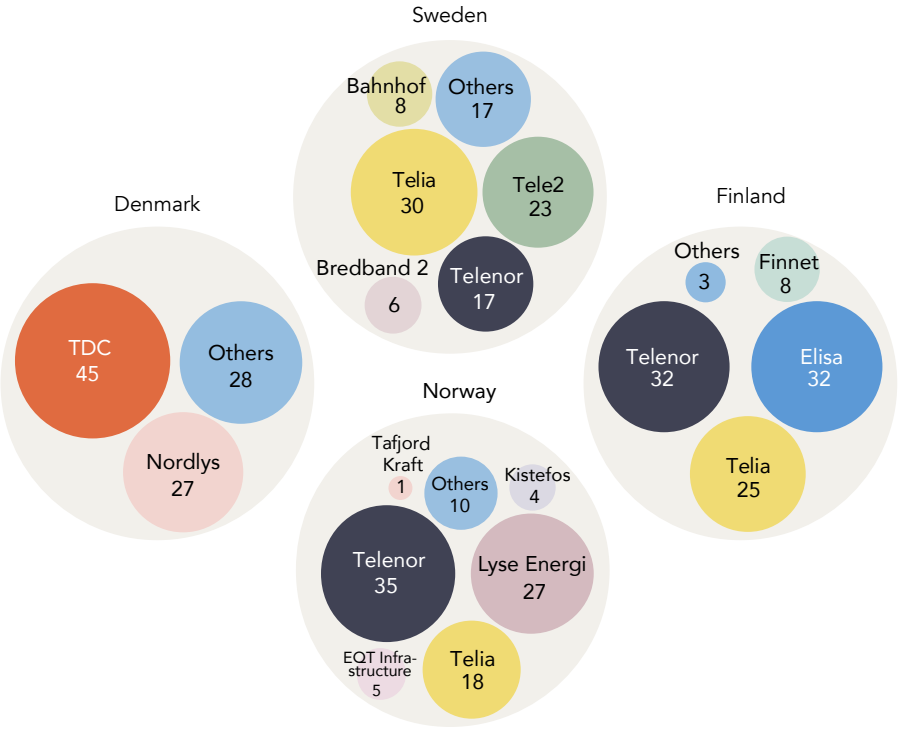 Sweden
Bahnhof
8
Others
17
Telia
30
Tele2
23
Bredband 2
6
Telenor
17
Denmark
TDC
45
Others
28
Nordlys
27
Finland
Others
3
Finnet
8
Telenor
32
Elisa
32
Telia
25
Norway
Tafjord
Kraft
1
Others
10
Kistefos
4
Telenor
35
Lyse Energi
27
EQT Infra-
structure
5
Telia
18